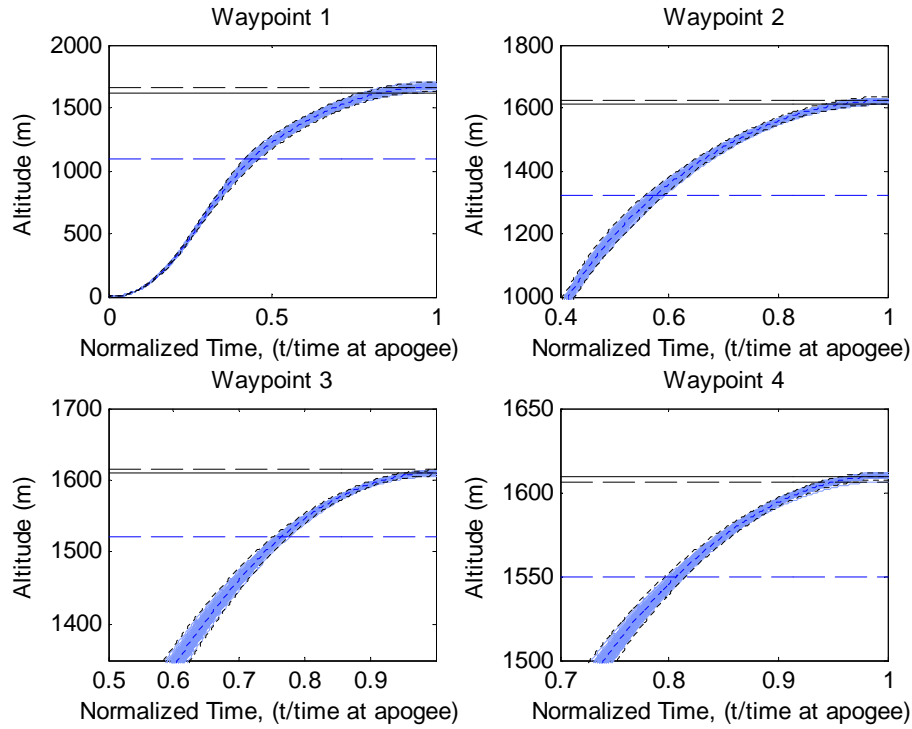 Waypoint 1
2000
1500
1000
500
0
Altitude (m)
0
0.5
1
Normalized Time, (t/time at apogee)
Waypoint 2
1800
1600
1400
1200
1000
Altitude (m)
0.4
0.6
0.8
1
Normalized Time, (t/time at apogee)
Waypoint 3
1700
1600
1500
1400
Altitude (m)
0.5
0.6
0.7
0.8
0.9
Normalized Time, (t/time at apogee)
Waypoint 4
1650
1600
1550
1500
Altitude (m)
0.7
0.8
0.9
1
Normalized Time, (t/time at apogee)